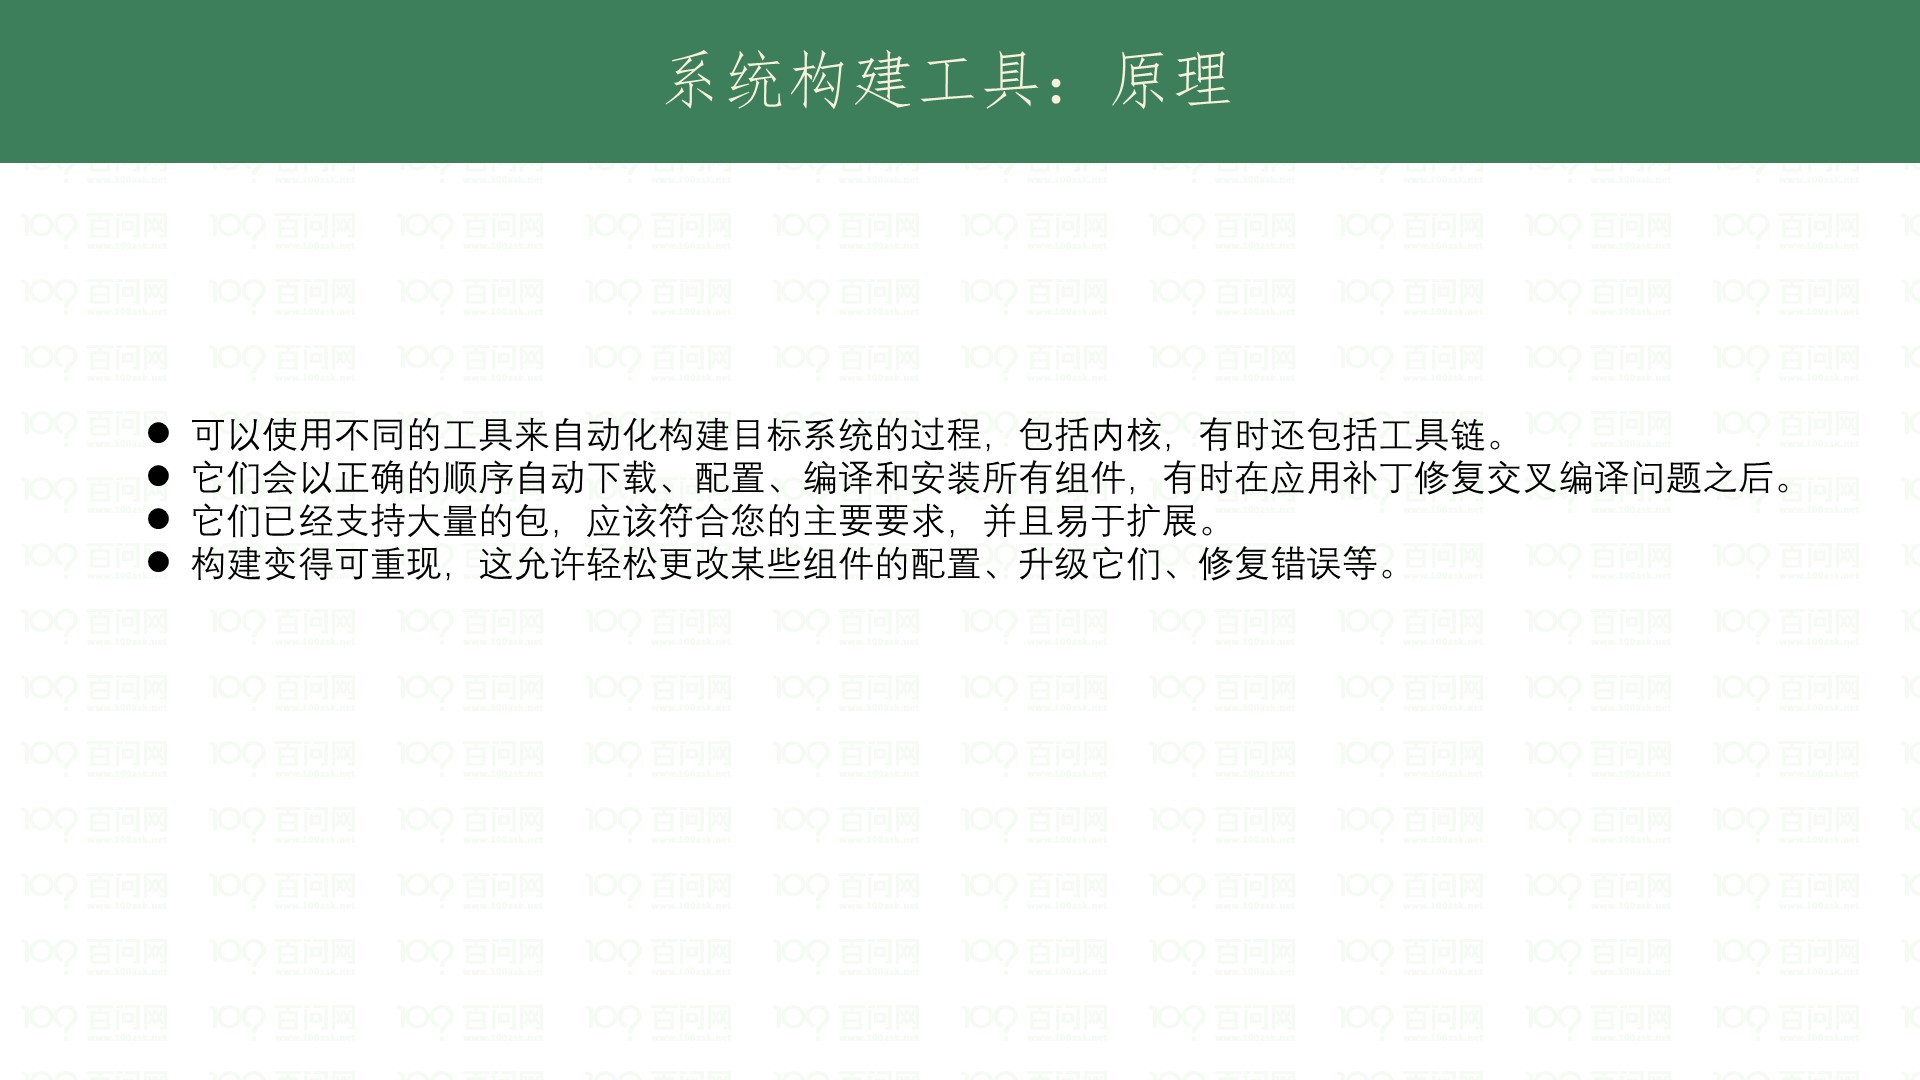 系统构建工具：原理
● 可以使用不同的工具来自动化构建目标系统的过程，包括内核，有时还包括工具链。
● 它们会以正确的顺序自动下载、配置、编译和安装所有组件，有时在应用补丁修复交叉编译问题之后。
● 它们已经支持大量的包，应该符合您的主要要求，并且易于扩展。
● 构建变得可重现，这允许轻松更改某些组件的配置、升级它们、修复错误等。